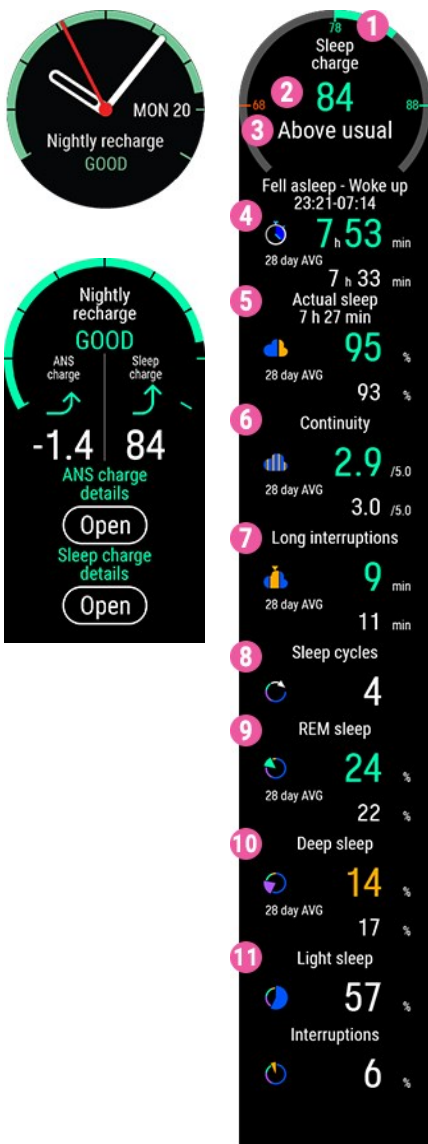 MON 20
Nightly recharge
GOOD
Nightly
recharge
GOOD
ANS
charge
Sleep
charge
-1.4
84
ANS charge
details
Open
Sleep charge
details
Open
1
78
Sleep
charge
2
84
68
88
3
Above usual
Fell asleep - Woke up
23:21-07:14
4
7 h 53 min
28 day AVG
7 h 33 min
5
Actual sleep
7 h 27 min
95 %
28 day AVG
93 %
6
Continuity
2.9 /5.0
28 day AVG
3.0 /5.0
7
Long interruptions
9 min
28 day AVG
11 min
8
Sleep cycles
4
9
REM sleep
24 %
28 day AVG
22 %
10
Deep sleep
14 %
28 day AVG
17 %
11
Light sleep
57 %
Interruptions
6 %